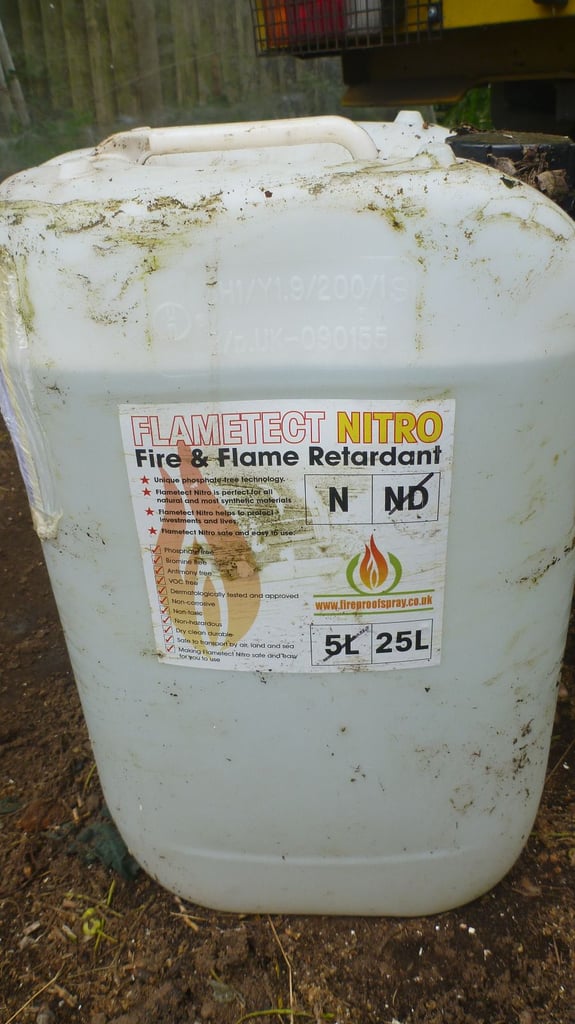 H1/Y1.9/200/13
UK-090155
FLAMETECT NITRO
Fire & Flame Retardant
Unique phosphate-free technology.
Flametect Nitro is perfect for all
natural and most synthetic materials
Flametect Nitro helps to protect
investments and lives.
Flametect Nitro safe and easy to use.
N ND
Phosphate free
Bromine free
Antimony free
VOC free
Dermatologically tested and approved
Non-corrosive
Non-toxic
Non-hazardous
Dry clean durable
Safe to transport by air, land and sea
Making Flametect Nitro safe and easy
for you to use
www.fireproofspray.co.uk
5L 25L